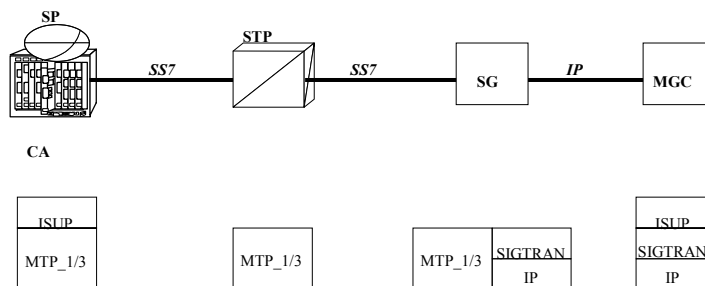 SP
STP
SS7
SS7
SG
IP
MGC
CA
ISUP
MTP_1/3
MTP_1/3
MTP_1/3
SIGTRAN
IP
ISUP
SIGTRAN
IP